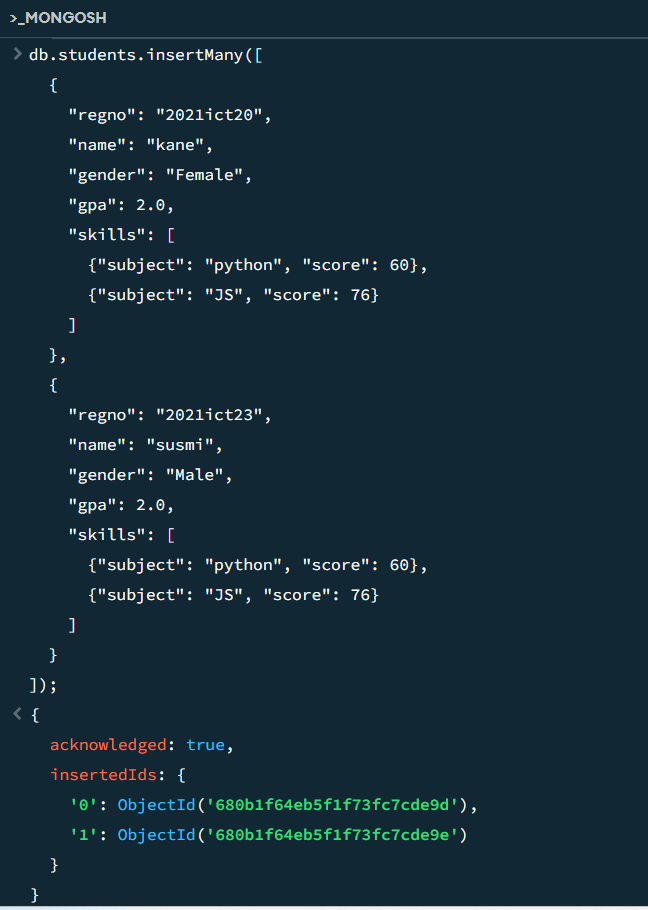 >_MONGOSH
> db.students.insertMany([
{
"regno": "2021ict20",
"name": "kane",
"gender": "Female",
"gpa": 2.0,
"skills": [
{"subject": "python", "score": 60},
{"subject": "JS", "score": 76}
]
},
{
"regno": "2021ict23",
"name": "susmi",
"gender": "Male",
"gpa": 2.0,
"skills": [
{"subject": "python", "score": 60},
{"subject": "JS", "score": 76}
]
}
]);
< {
acknowledged: true,
insertedIds: {
'0': ObjectId('680b1f64eb5f1f73fc7cde9d'),
'1': ObjectId('680b1f64eb5f1f73fc7cde9e')
}
}